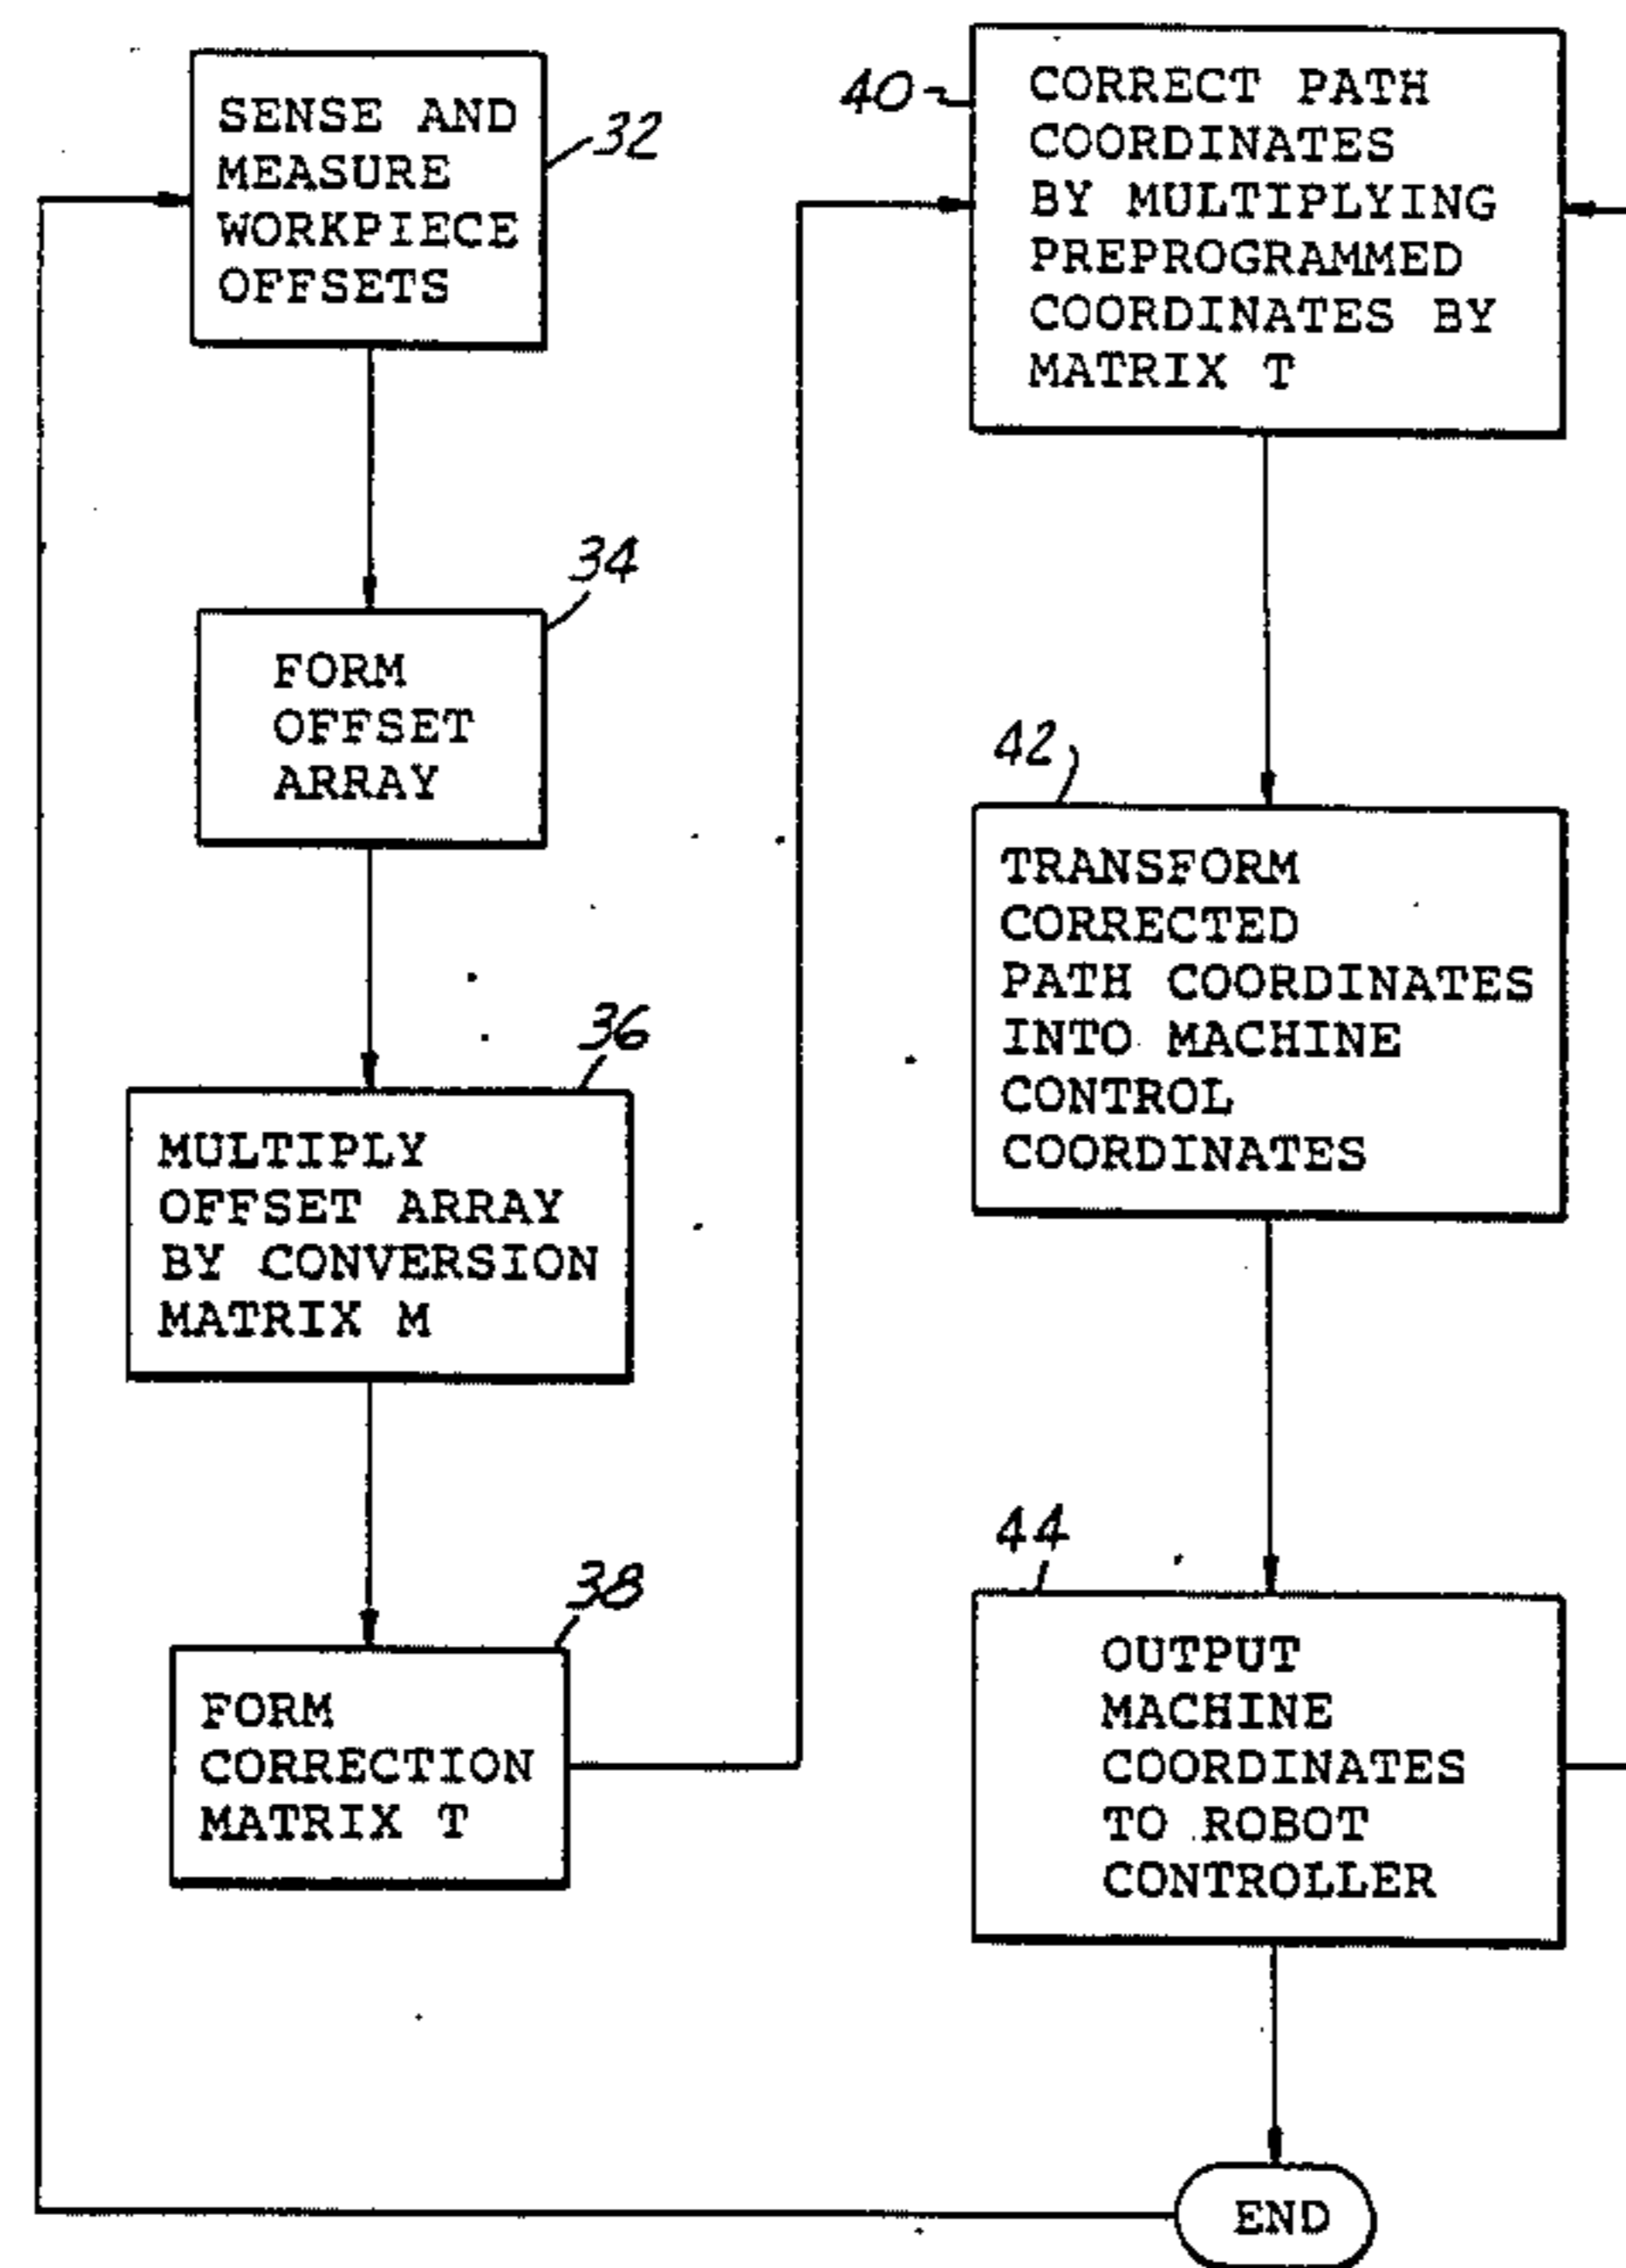 SENSE AND
MEASURE
WORKPIECE
OFFSETS
32
FORM
OFFSET
ARRAY
34
MULTIPLY
OFFSET ARRAY
BY CONVERSION
MATRIX M
36
FORM
CORRECTION
MATRIX T
38
CORRECT PATH
COORDINATES
BY MULTIPLYING
PREPROGRAMMED
COORDINATES BY
MATRIX T
40
TRANSFORM
CORRECTED
PATH COORDINATES
INTO MACHINE
CONTROL
COORDINATES
42
OUTPUT
MACHINE
COORDINATES
TO ROBOT
CONTROLLER
44
END